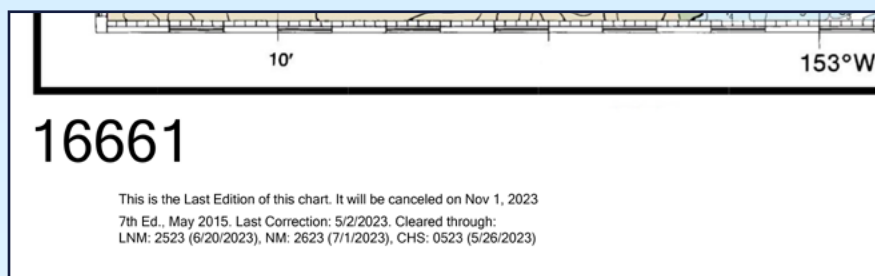 10′ 153°W
16661
This is the Last Edition of this chart. It will be canceled on Nov 1, 2023
7th Ed., May 2015. Last Correction: 5/2/2023. Cleared through:
LNM: 2523 (6/20/2023), NM: 2623 (7/1/2023), CHS: 0523 (5/26/2023)